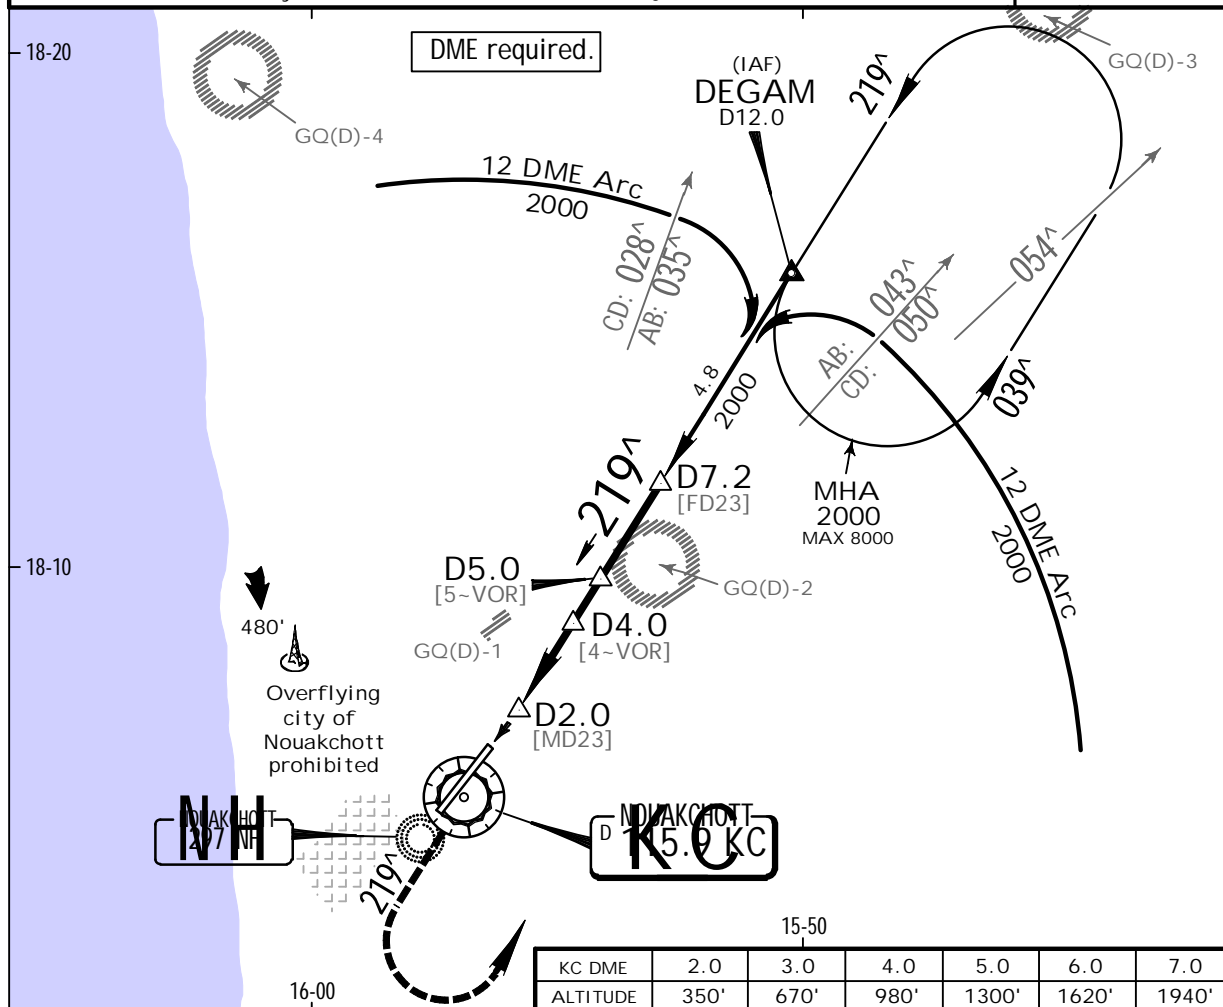 18-20
DME required.
GQ(D)-4
GQ(D)-3
(IAF)
DEGAM
D12.0
219^
12 DME Arc
2000
CD: 028^
AB: 035^
AB: 043^
CD: 050^
054^
039^
4.8
2000
219^
D7.2
[FD23]
MHA
2000
MAX 8000
12 DME Arc
2000
18-10
D5.0
[5~VOR]
GQ(D)-2
GQ(D)-1
D4.0
[4~VOR]
480'
Overflying
city of
Nouakchott
prohibited
D2.0
[MD23]
NOUAKCHOTT
297 NH
NH
NOUAKCHOTT
D 115.9 KC
KC
219^
15-50
16-00
KC DME 2.0 3.0 4.0 5.0 6.0 7.0
ALTITUDE 350' 670' 980' 1300' 1620' 1940'